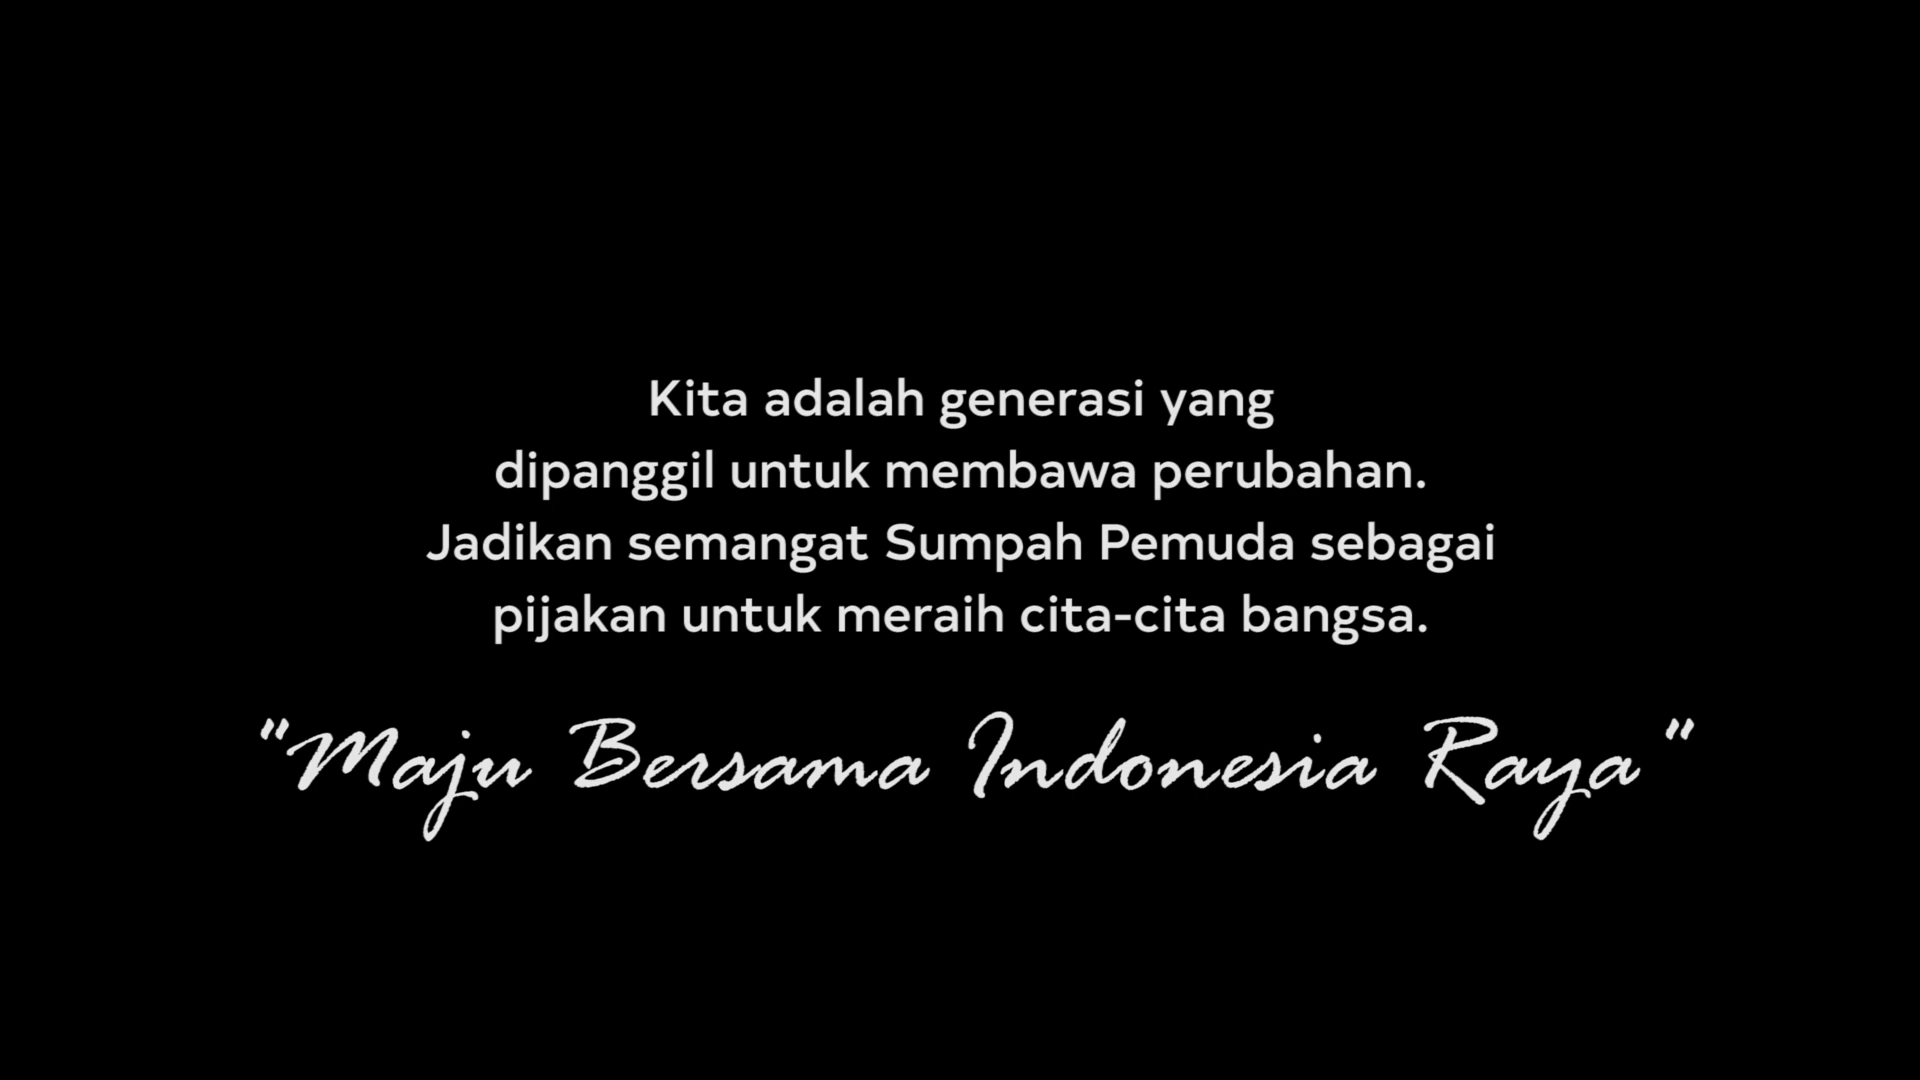 Kita adalah generasi yang
dipanggil untuk membawa perubahan.
Jadikan semangat Sumpah Pemuda sebagai
pijakan untuk meraih cita-cita bangsa.
"Maju Bersama Indonesia Raya"